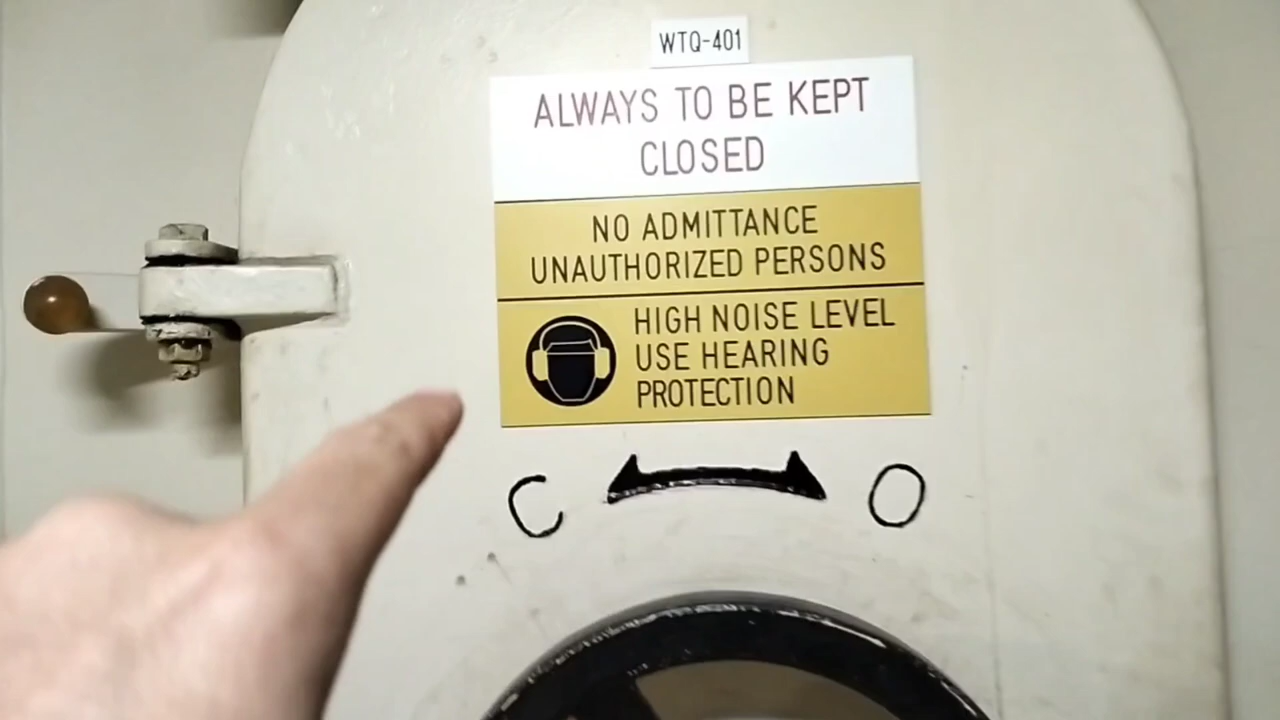 WTQ-401
ALWAYS TO BE KEPT
CLOSED
NO ADMITTANCE
UNAUTHORIZED PERSONS
HIGH NOISE LEVEL
USE HEARING
PROTECTION
C O